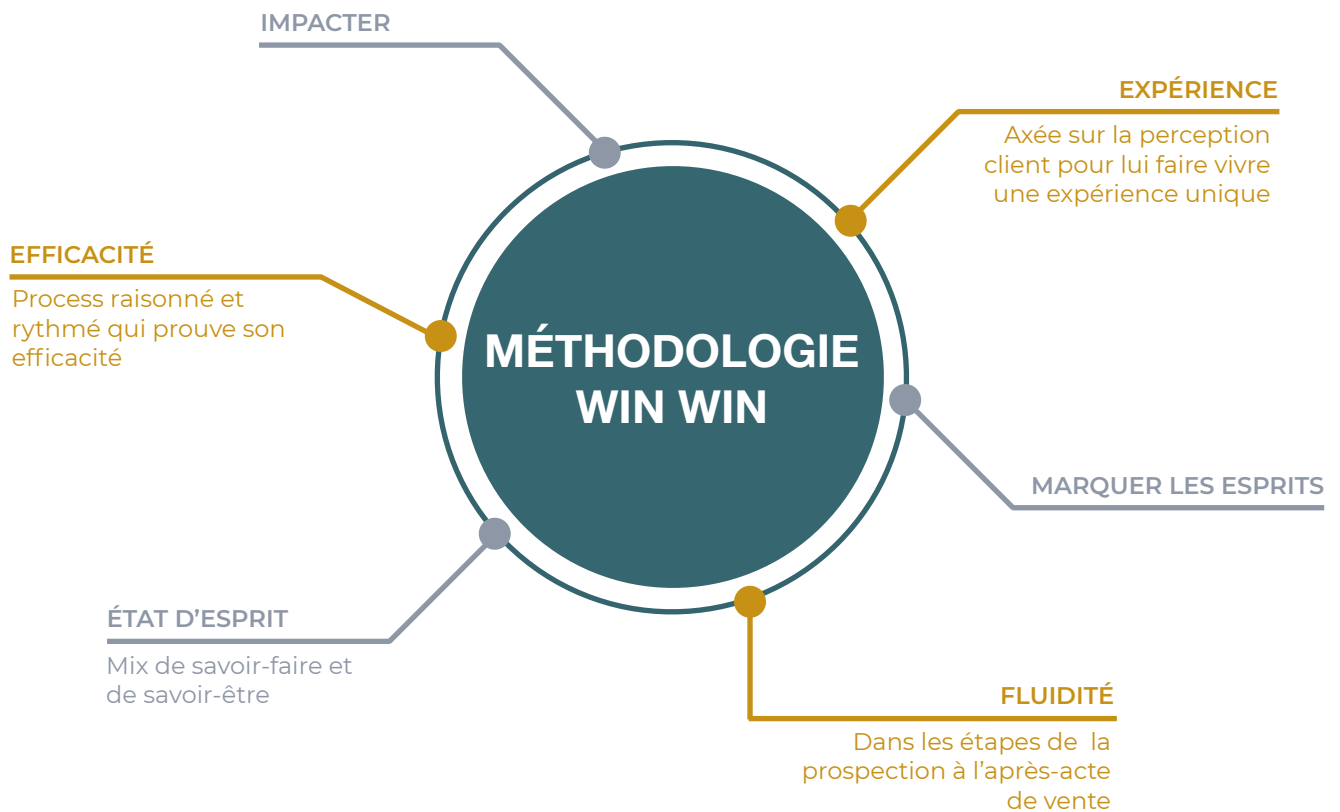 IMPACTER
EXPÉRIENCE
Axée sur la perception
client pour lui faire vivre
une expérience unique
EFFICACITÉ
Process raisonné et
rythmé qui prouve son
efficacité
MÉTHODOLOGIE
WIN WIN
MARQUER LES ESPRITS
ÉTAT D’ESPRIT
Mix de savoir-faire et
de savoir-être
FLUIDITÉ
Dans les étapes de la
prospection à l’après-acte
de vente